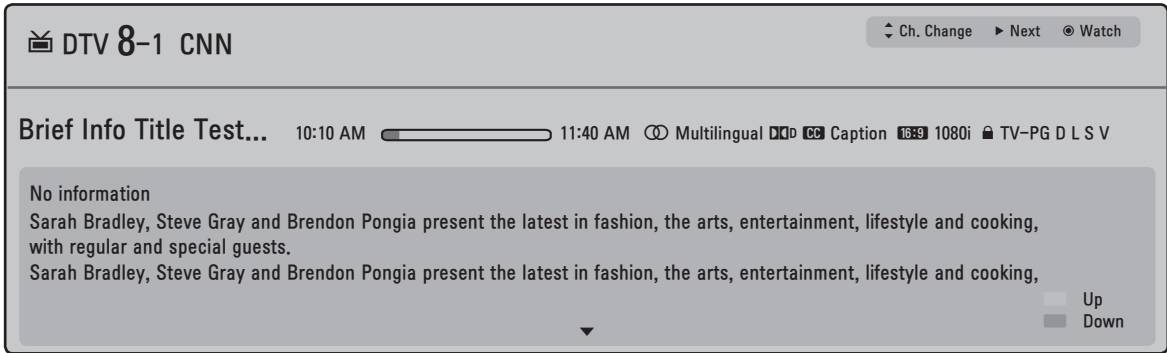 DTV 8-1 CNN
Ch. Change Next Watch
Brief Info Title Test... 10:10 AM 11:40 AM Multilingual DD D CC Caption 16:9 1080i TV-PG D L S V
No information
Sarah Bradley, Steve Gray and Brendon Pongia present the latest in fashion, the arts, entertainment, lifestyle and cooking,
with regular and special guests.
Sarah Bradley, Steve Gray and Brendon Pongia present the latest in fashion, the arts, entertainment, lifestyle and cooking,
Up
Down